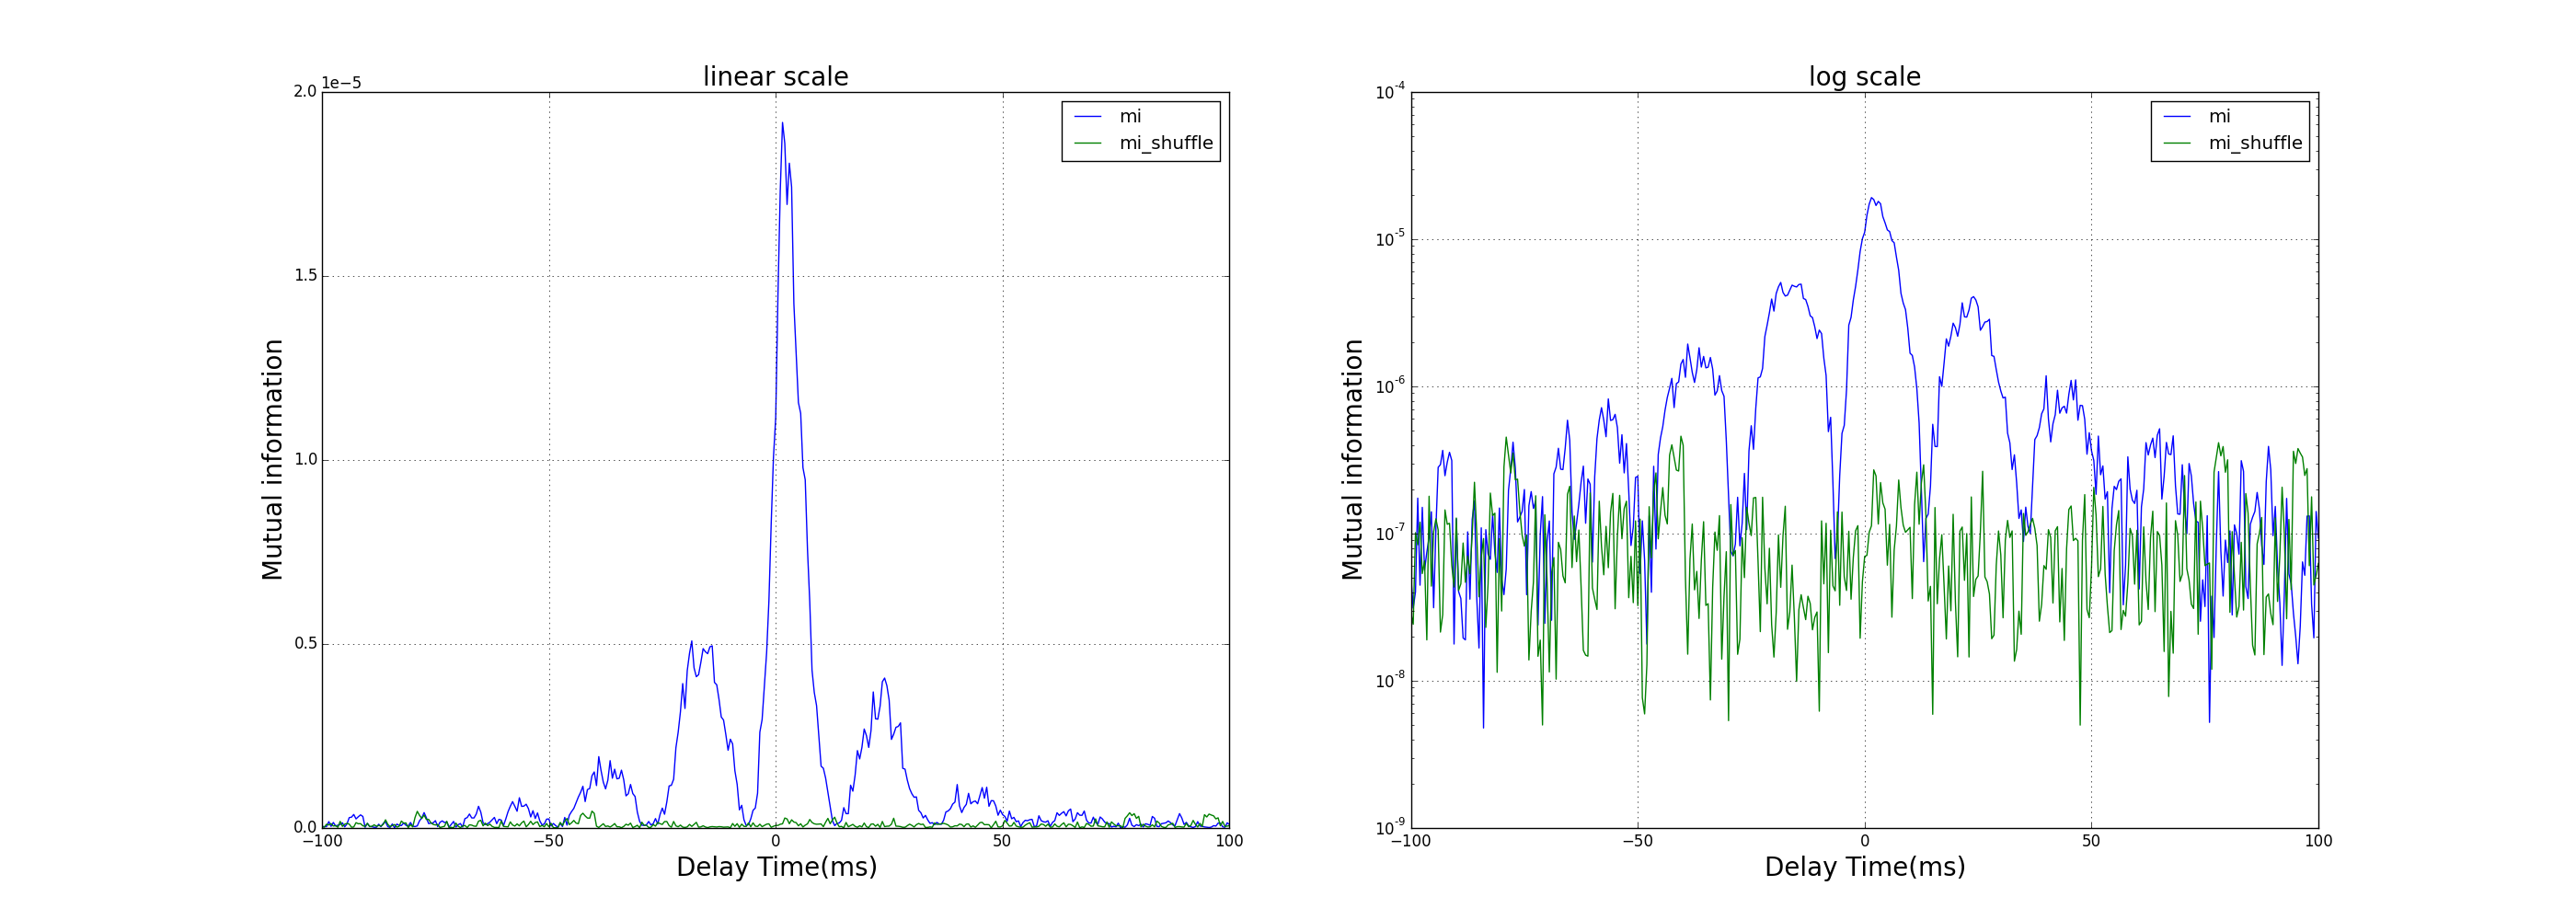 linear scale
1e−5
2.0
1.5
1.0
0.5
0.0
−100
−50
0
50
100
Mutual information
Delay Time(ms)
mi
mi_shuffle
log scale
10^-4
10^-5
10^-6
10^-7
10^-8
10^-9
−100
−50
0
50
100
Mutual information
Delay Time(ms)
mi
mi_shuffle